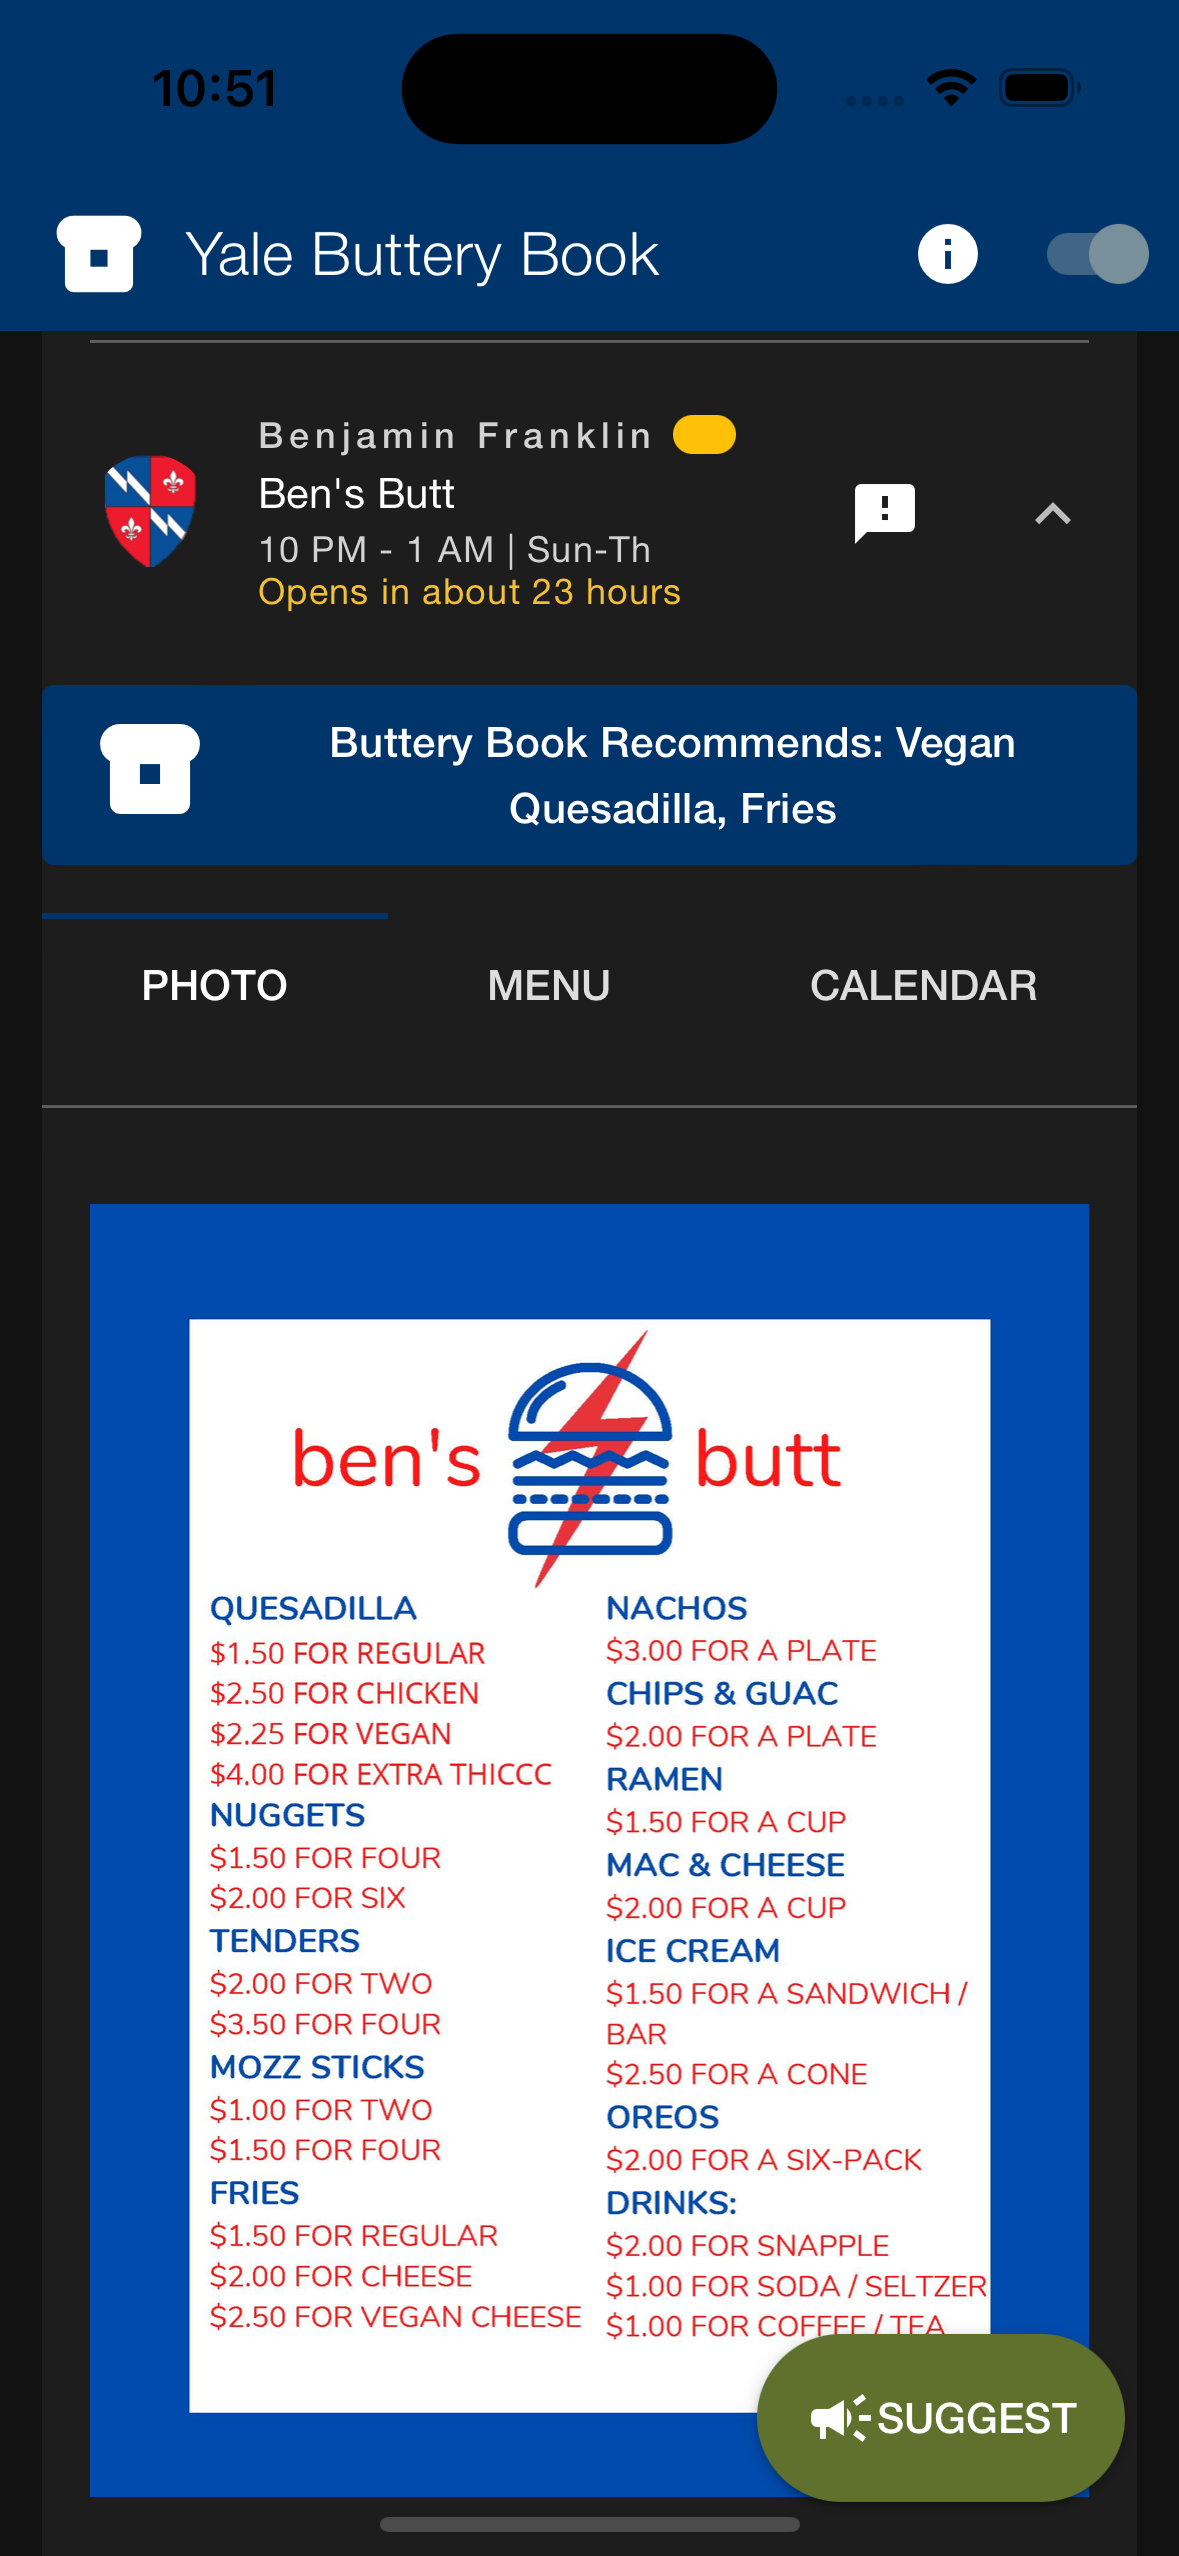 10:51
Yale Buttery Book
Benjamin Franklin
Ben's Butt
10 PM - 1 AM | Sun-Th
Opens in about 23 hours
Buttery Book Recommends: Vegan
Quesadilla, Fries
PHOTO
MENU
CALENDAR
ben's butt
QUESADILLA
$1.50 FOR REGULAR
$2.50 FOR CHICKEN
$2.25 FOR VEGAN
$4.00 FOR EXTRA THICCC
NUGGETS
$1.50 FOR FOUR
$2.00 FOR SIX
TENDERS
$2.00 FOR TWO
$3.50 FOR FOUR
MOZZ STICKS
$1.00 FOR TWO
$1.50 FOR FOUR
FRIES
$1.50 FOR REGULAR
$2.00 FOR CHEESE
$2.50 FOR VEGAN CHEESE
NACHOS
$3.00 FOR A PLATE
CHIPS & GUAC
$2.00 FOR A PLATE
RAMEN
$1.50 FOR A CUP
MAC & CHEESE
$2.00 FOR A CUP
ICE CREAM
$1.50 FOR A SANDWICH /
BAR
$2.50 FOR A CONE
OREOS
$2.00 FOR A SIX-PACK
DRINKS:
$2.00 FOR SNAPPLE
$1.00 FOR SODA / SELTZER
$1.00 FOR COFFEE / TEA
SUGGEST